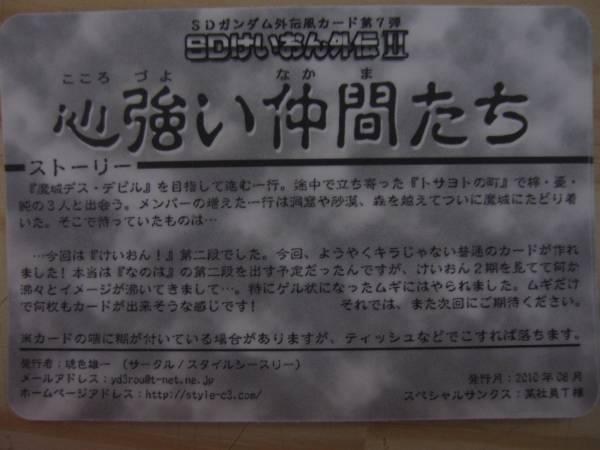 SDガンダム外伝風カード第7弾
SDけいおん外伝II
こころ づよ なか ま
心強い仲間たち
ストーリー
『魔城デス・デビル』を目指して進む一行。途中で立ち寄った『トサヨトの町』で梓・憂・
純の3人と出会う。メンバーの増えた一行は洞窟や砂漠、森を越えてついに魔城にたどり着
いた。そこで待っていたものは…
…今回は『けいおん!』第二段でした。今回、ようやくキラじゃない普通のカードが作れ
ました!本当は『なのは』の第二段を出す予定だったんですが、けいおん2期を見てて何か
沸々とイメージが沸いてきまして…。特にゲル状になったムギにはやられました。ムギだけ
で何枚もカードが出来そうな感じです! それでは、また次回にご期待ください。
※カードの端に糊が付いている場合がありますが、ティッシュなどでこすれば落ちます。
発行者:琥色雄一 (サークル/スタイルシースリー)
メールアドレス:yd3rou@t-net.ne.jp
発行月:2010年08月
ホームページアドレス:http://style-c3.com/
スペシャルサンクス:某社員T様